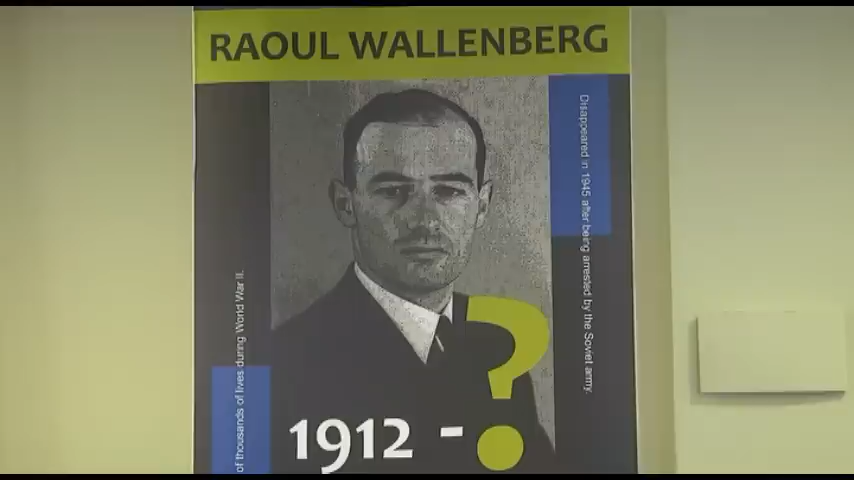 RAOUL WALLENBERG
Disappeared in 1945 after being arrested by the Soviet army.
of thousands of lives during World War II.
1912 - ?